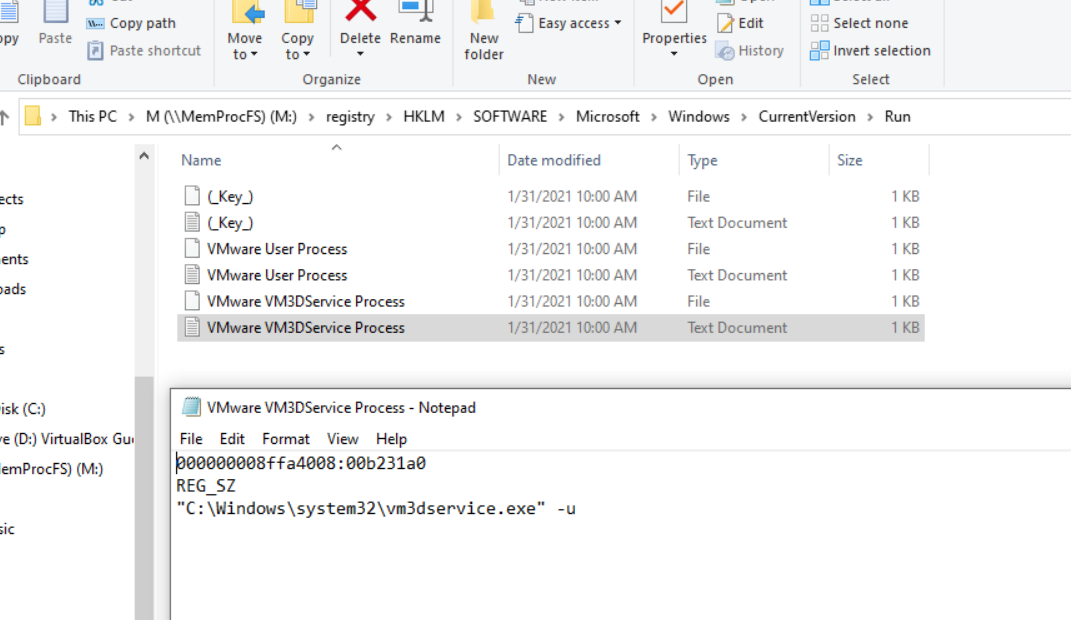 Copy path
Paste shortcut
Paste
Clipboard
Move to
Copy to
Delete
Rename
Organize
New folder
Easy access
New
Properties
Edit
History
Open
Select none
Invert selection
Select
This PC > M (\\MemProcFS) (M:) > registry > HKLM > SOFTWARE > Microsoft > Windows > CurrentVersion > Run
Name Date modified Type Size
(_Key_) 1/31/2021 10:00 AM File 1 KB
(_Key_) 1/31/2021 10:00 AM Text Document 1 KB
VMware User Process 1/31/2021 10:00 AM File 1 KB
VMware User Process 1/31/2021 10:00 AM Text Document 1 KB
VMware VM3DService Process 1/31/2021 10:00 AM File 1 KB
VMware VM3DService Process 1/31/2021 10:00 AM Text Document 1 KB
ects
p
ents
oads
s
isk (C:)
ve (D:) VirtualBox Gu
emProcFS) (M:)
sic
VMware VM3DService Process - Notepad
File Edit Format View Help
000000008ffa4008:00b231a0
REG_SZ
"C:\Windows\system32\vm3dservice.exe" -u